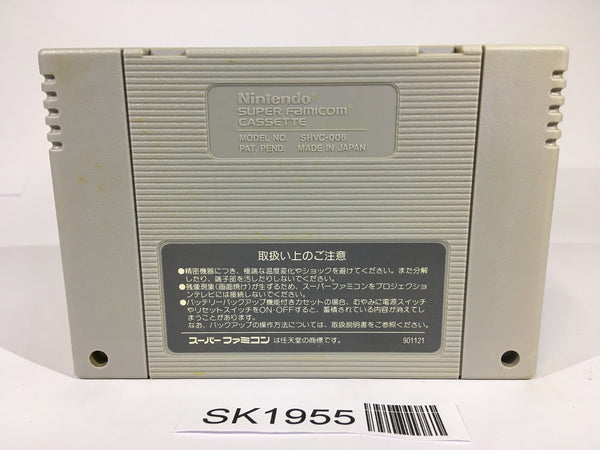 Nintendo®
SUPER Famicom™
CASSETTE
MODEL NO. SHVC-006
PAT. PEND. MADE IN JAPAN
取扱い上のご注意
●精密機器につき、極端な温度変化やショックを避けてください。また分解
したり、端子部を汚したりしないでください。
●残像現象(画面焼け)が生ずるため、スーパーファミコンをプロジェクショ
ンテレビには接続しないでください。
●バッテリーバックアップ機能付きカセットの場合、むやみに電源スイッチ
やリセットスイッチをON・OFFすると、蓄積されている内容が消えてし
まうことがあります。
なお、バックアップの操作方法については、取扱説明書をご参照ください。
スーパーファミコン は任天堂の商標です。 901121
SK1955